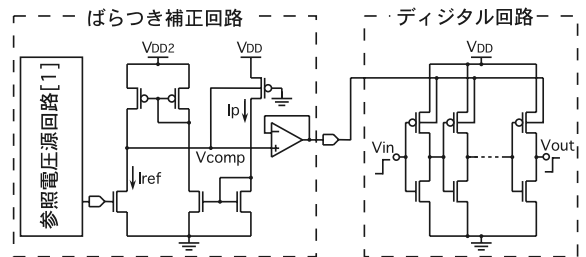 ばらつき補正回路
ディジタル回路
参照電圧源回路[1]
VDD2
VDD
Ip
Iref
Vcomp
VDD
Vin
Vout